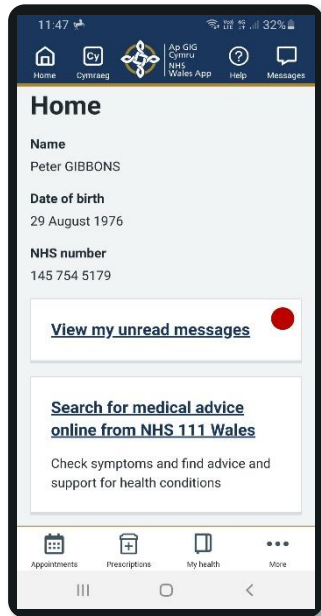 11:47
32%
Home
Cy
Cymraeg
Ap GIG
Cymru
NHS
Wales App
?
Help
Messages
Home
Name
Peter GIBBONS
Date of birth
29 August 1976
NHS number
145 754 5179
View my unread messages
Search for medical advice
online from NHS 111 Wales
Check symptoms and find advice and
support for health conditions
Appointments
Prescriptions
My health
More